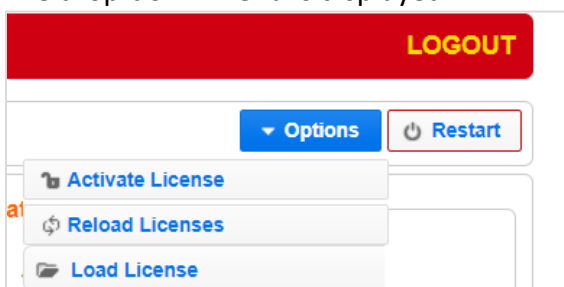 LOGOUT
Options Restart
Activate License
Reload Licenses
Load License